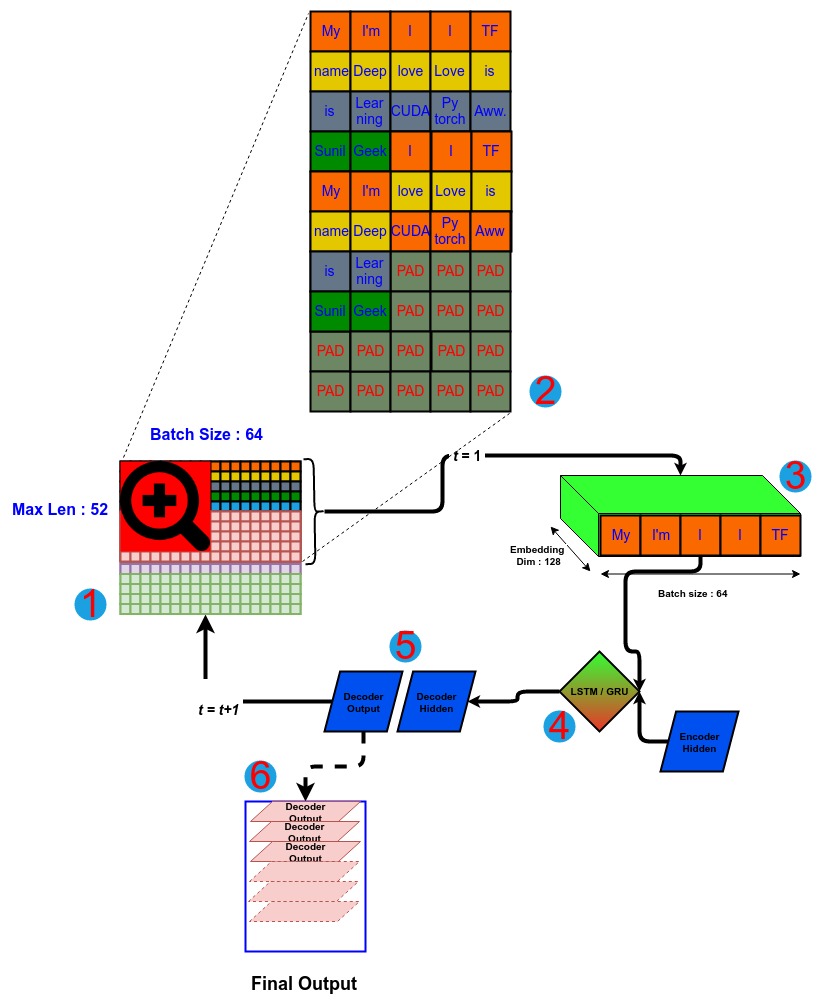 My I'm I I TF
name Deep love Love is
is Lear ning CUDA Py torch Aww.
Sunil Geek I I TF
My I'm love Love is
name Deep CUDA Py torch Aww
is Lear ning PAD PAD PAD
Sunil Geek PAD PAD PAD
PAD PAD PAD PAD PAD
PAD PAD PAD PAD PAD
2
Batch Size : 64
t = 1
3
Max Len : 52
My I'm I I TF
Embedding
Dim : 128
Batch size : 64
1
5
LSTM / GRU
Decoder
Output
Decoder
Hidden
t = t+1
4
Encoder
Hidden
6
Decoder
Output
Decoder
Output
Decoder
Output
Final Output